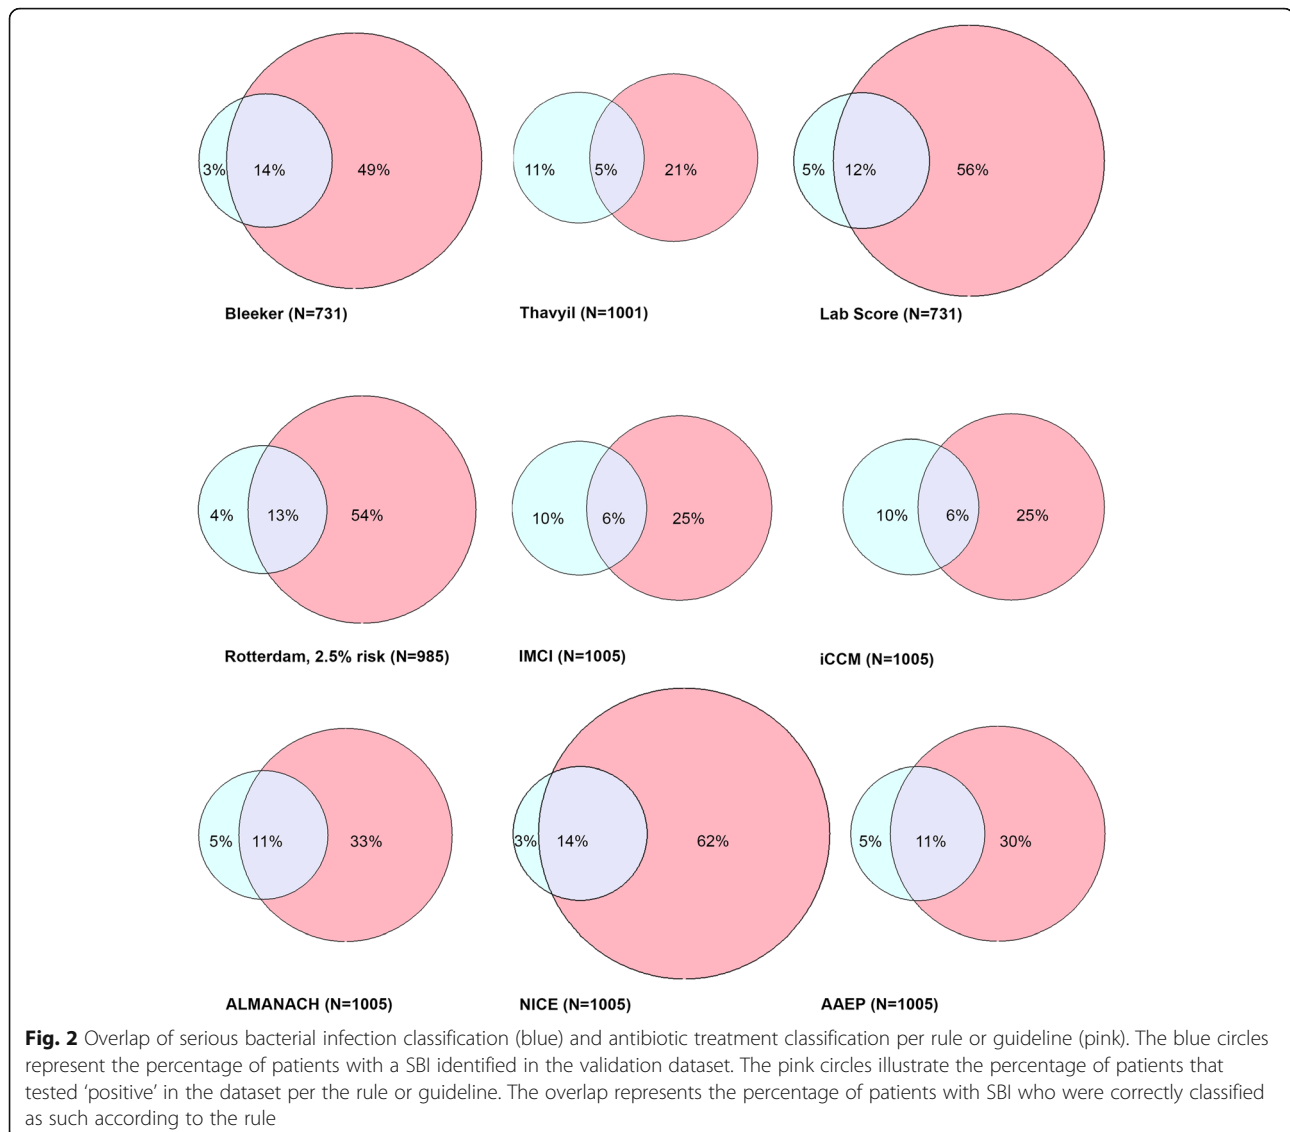 3% 14% 49%
11% 5% 21%
5% 12% 56%
Bleeker (N=731)
Thavyil (N=1001)
Lab Score (N=731)
4% 13% 54%
10% 6% 25%
10% 6% 25%
Rotterdam, 2.5% risk (N=985)
IMCI (N=1005)
iCCM (N=1005)
5% 11% 33%
3% 14% 62%
5% 11% 30%
ALMANACH (N=1005)
NICE (N=1005)
AAEP (N=1005)
Fig. 2 Overlap of serious bacterial infection classification (blue) and antibiotic treatment classification per rule or guideline (pink). The blue circles
represent the percentage of patients with a SBI identified in the validation dataset. The pink circles illustrate the percentage of patients that
tested ‘positive’ in the dataset per the rule or guideline. The overlap represents the percentage of patients with SBI who were correctly classified
as such according to the rule